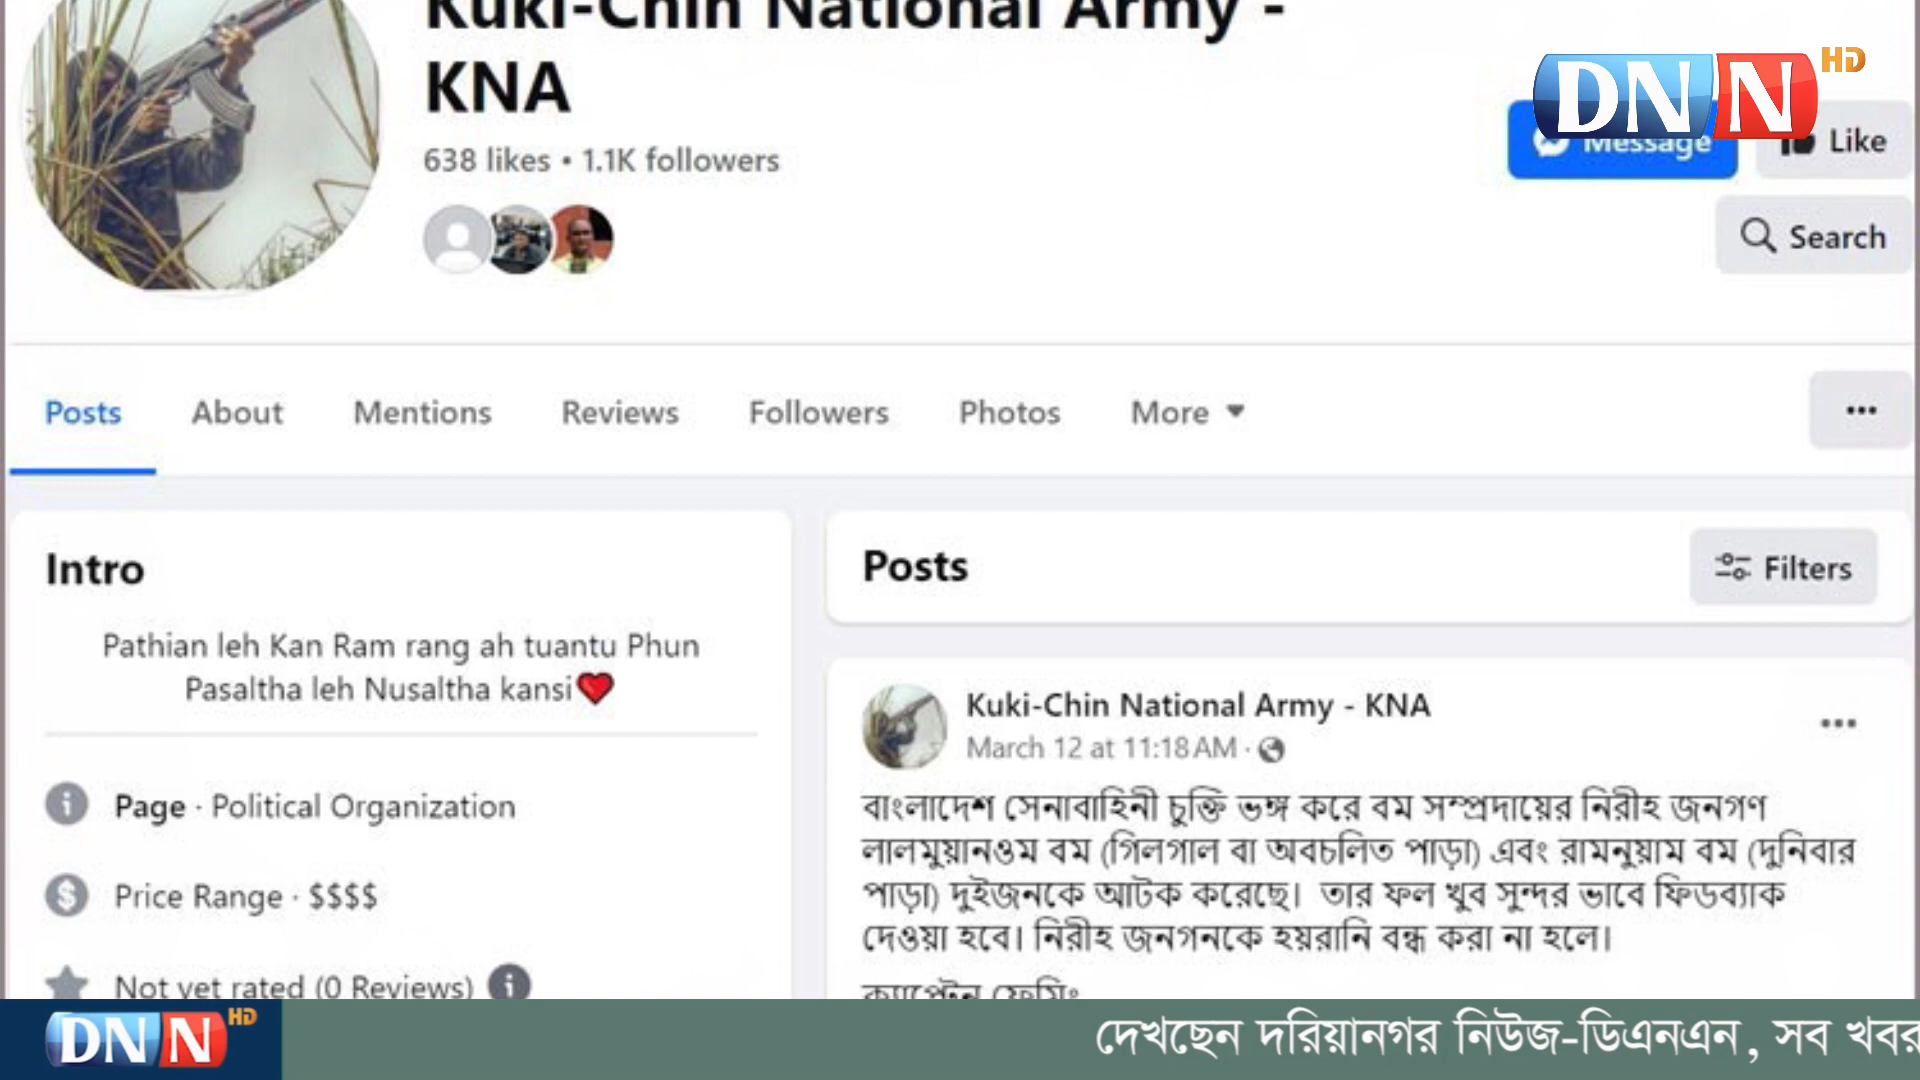 Kuki-Chin National Army -
KNA
638 likes • 1.1K followers
DNN HD
Message
Like
Search
Posts
About
Mentions
Reviews
Followers
Photos
More
Intro
Pathian leh Kan Ram rang ah tuantu Phun
Pasaltha leh Nusaltha kansi
Page · Political Organization
Price Range · $$$$
Not yet rated (0 Reviews)
Posts
Filters
Kuki-Chin National Army - KNA
March 12 at 11:18 AM ·
বাংলাদেশ সেনাবাহিনী চুক্তি ভঙ্গ করে বম সম্প্রদায়ের নিরীহ জনগণ
লালমুয়ানওম বম (গিলগাল বা অবচলিত পাড়া) এবং রামনুয়াম বম (দুনিবার
পাড়া) দুইজনকে আটক করেছে। তার ফল খুব সুন্দর ভাবে ফিডব্যাক
দেওয়া হবে। নিরীহ জনগনকে হয়রানি বন্ধ করা না হলে।
ক্যাপ্টেন ফ্লেমিং
DNN HD
দেখছেন দরিয়ানগর নিউজ-ডিএনএন, সব খবর